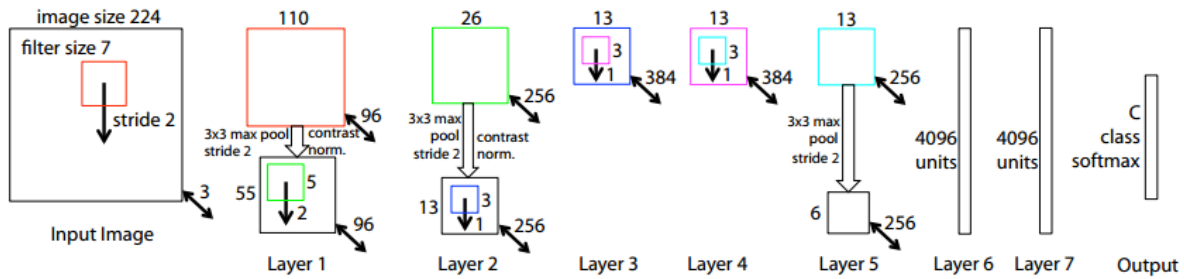 image size 224
filter size 7
stride 2
3
Input Image
110
96
3x3 max pool
stride 2
contrast
norm.
55
5
2
96
Layer 1
26
256
3x3 max
pool
stride 2
contrast
norm.
13
3
1
256
Layer 2
13
3
1
384
Layer 3
13
3
1
384
Layer 4
13
256
3x3 max
pool
stride 2
6
256
Layer 5
4096
units
Layer 6
4096
units
Layer 7
C
class
softmax
Output